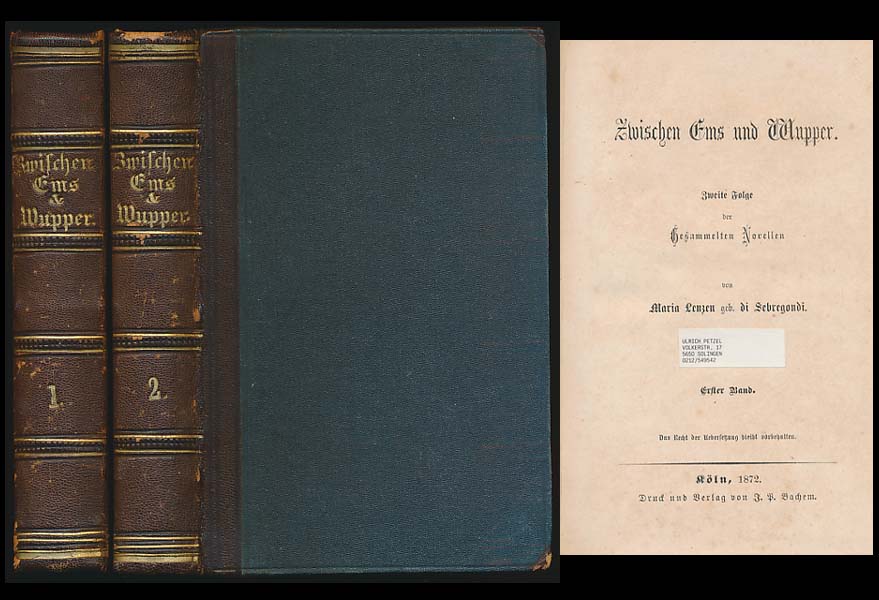 Zwischen
Ems
&
Wupper.
1.
Zwischen
Ems
&
Wupper.
2.
Zwischen Ems und Wupper.
Zweite Folge
der
Gesammelten Novellen
von
Maria Lenzen geb. di Sebregondi.
ULRICH PETZEL
VOLKERSTR. 17
5650 SOLINGEN
0212/549542
Erster Band.
Das Recht der Uebersetzung bleibt vorbehalten.
Köln, 1872.
Druck und Verlag von J. P. Bachem.